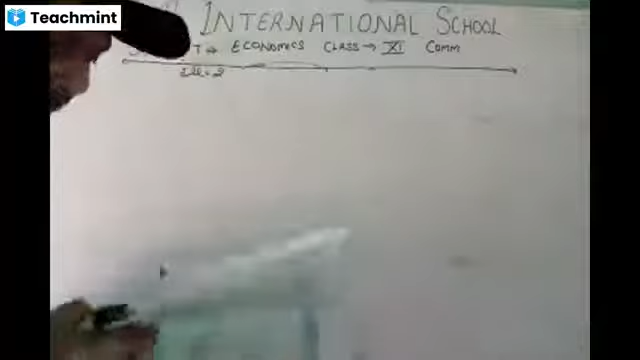 Teachmint
INTERNATIONAL SCHOOL
T → ECONOMICS CLASS → XI COMM